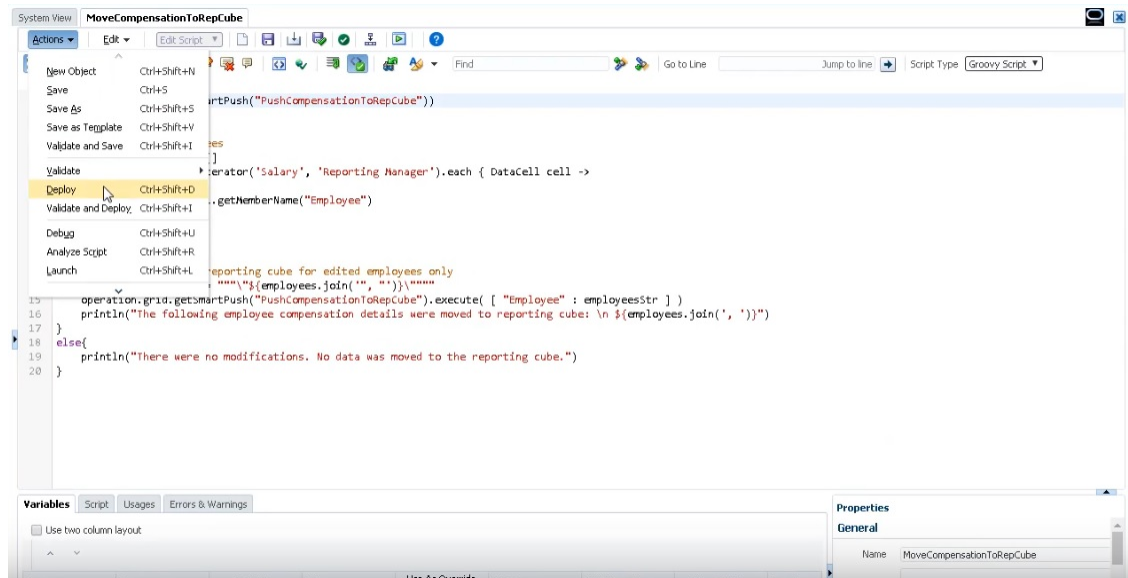 System View MoveCompensationToRepCube
Actions Edit Edit Script
Find Go to Line Jump to line Script Type Groovy Script
New Object Ctrl+Shift+N
Save Ctrl+S
Save As Ctrl+Shift+S
Save as Template Ctrl+Shift+V
Validate and Save Ctrl+Shift+I
Validate
Deploy Ctrl+Shift+D
Validate and Deploy Ctrl+Shift+I
Debug Ctrl+Shift+U
Analyze Script Ctrl+Shift+R
Launch Ctrl+Shift+L
rtPush("PushCompensationToRepCube"))
ees
]
erator('Salary', 'Reporting Manager').each { DataCell cell ->
.getMemberName("Employee")
eporting cube for edited employees only
= """\"${employees.join('", "')}\""""
15 operation.grid.getSmartPush("PushCompensationToRepCube").execute( [ "Employee" : employeesStr ] )
16 println("The following employee compensation details were moved to reporting cube: \n ${employees.join(', ')}")
17 }
18 else{
19 println("There were no modifications. No data was moved to the reporting cube.")
20 }
Variables Script Usages Errors & Warnings
Use two column layout
Use As Override
Properties
General
Name MoveCompensationToRepCube